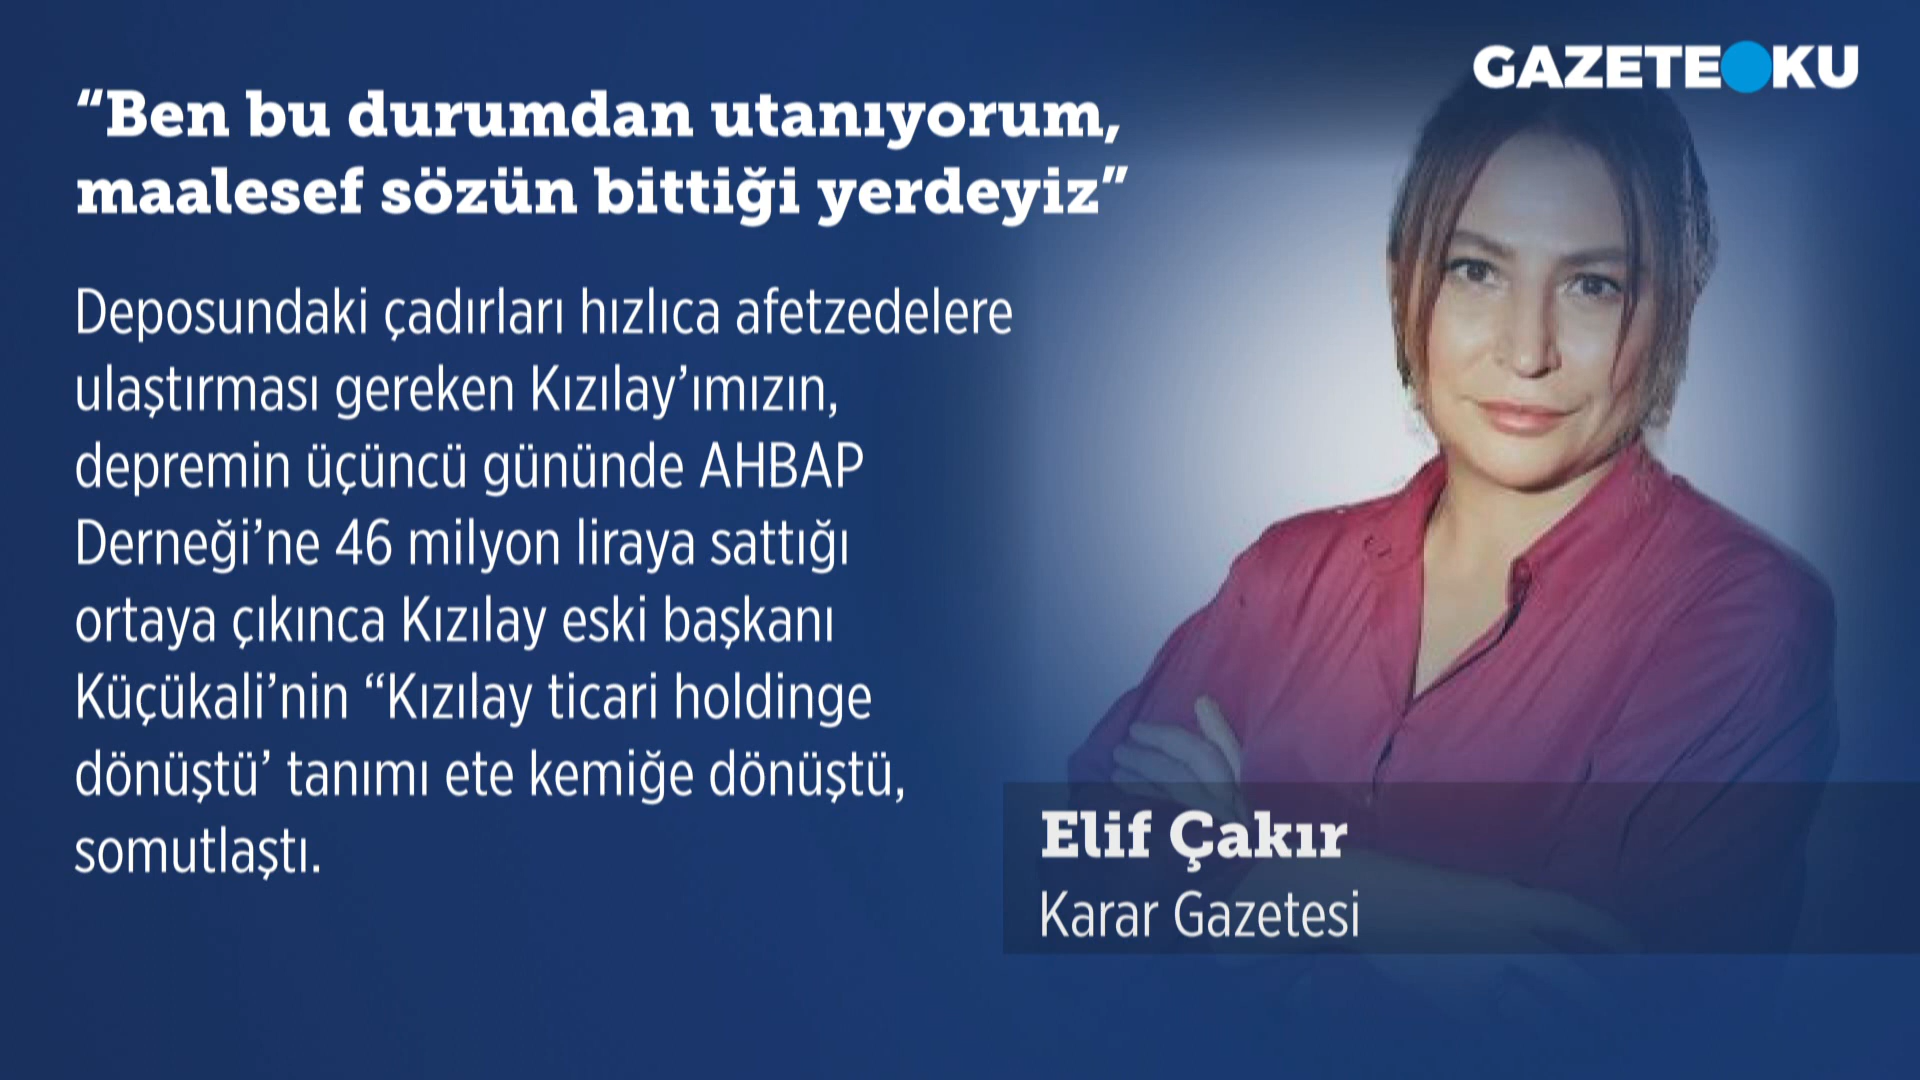 GAZETEOKU
“Ben bu durumdan utanıyorum,
maalesef sözün bittiği yerdeyiz”
Deposundaki çadırları hızlıca afetzedelere
ulaştırması gereken Kızılay’ımızın,
depremin üçüncü gününde AHBAP
Derneği’ne 46 milyon liraya sattığı
ortaya çıkınca Kızılay eski başkanı
Küçükali’nin “Kızılay ticari holdinge
dönüştü’ tanımı ete kemiğe dönüştü,
somutlaştı.
Elif Çakır
Karar Gazetesi